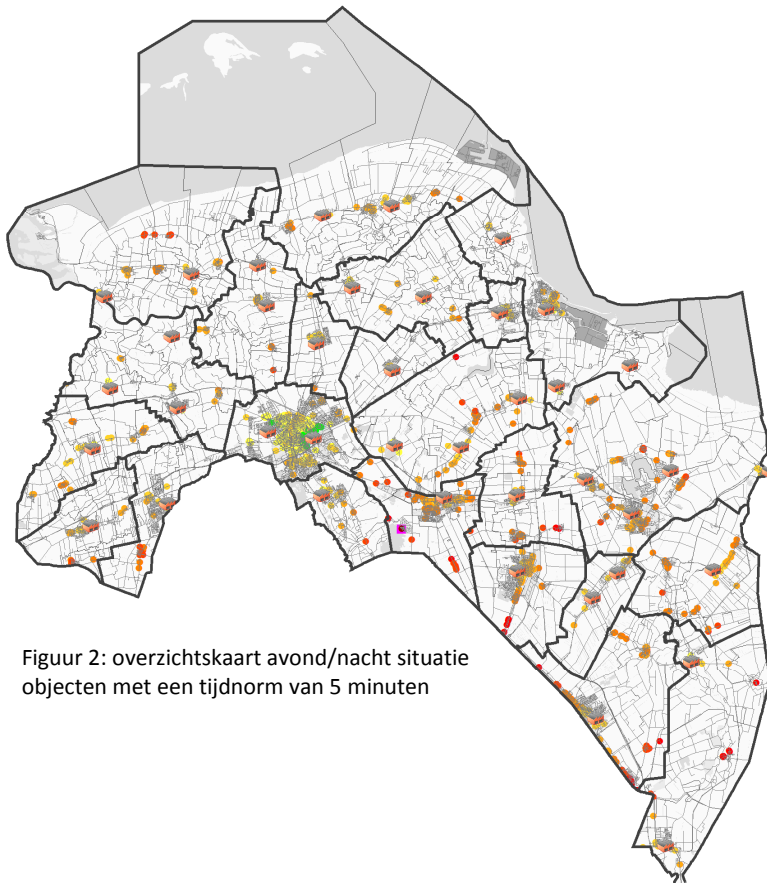 Figuur 2: overzichtskaart avond/nacht situatie
objecten met een tijdnorm van 5 minuten